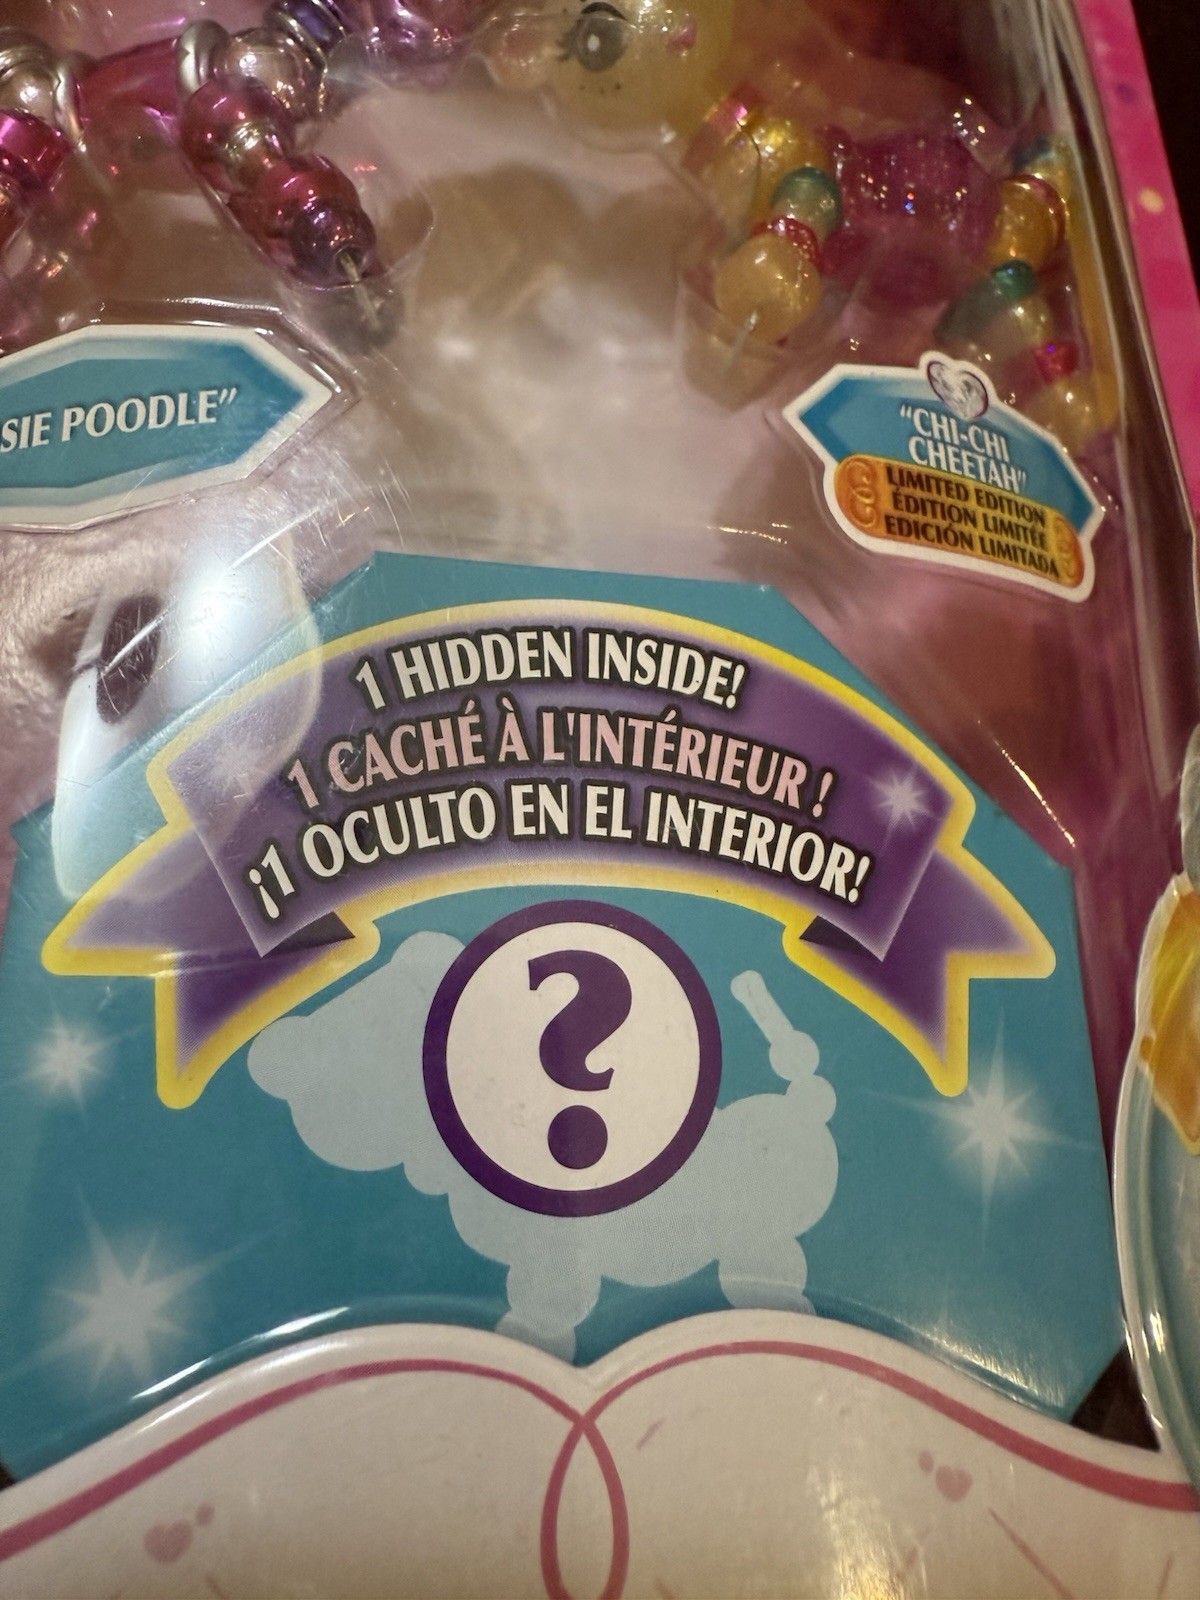 SIE POODLE”
“CHI-CHI
CHEETAH”
LIMITED EDITION
ÉDITION LIMITÉE
EDICIÓN LIMITADA
1 HIDDEN INSIDE!
1 CACHÉ À L'INTÉRIEUR !
¡1 OCULTO EN EL INTERIOR!
?